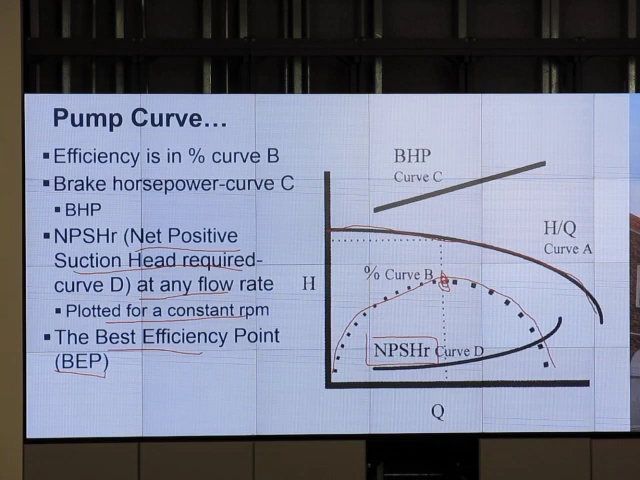 Pump Curve...
Efficiency is in % curve B
Brake horsepower-curve C
BHP
NPSHr (Net Positive
Suction Head required-
curve D) at any flow rate
Plotted for a constant rpm
The Best Efficiency Point
(BEP)
BHP
Curve C
H/Q
Curve A
% Curve B
H
NPSHr Curve D
Q